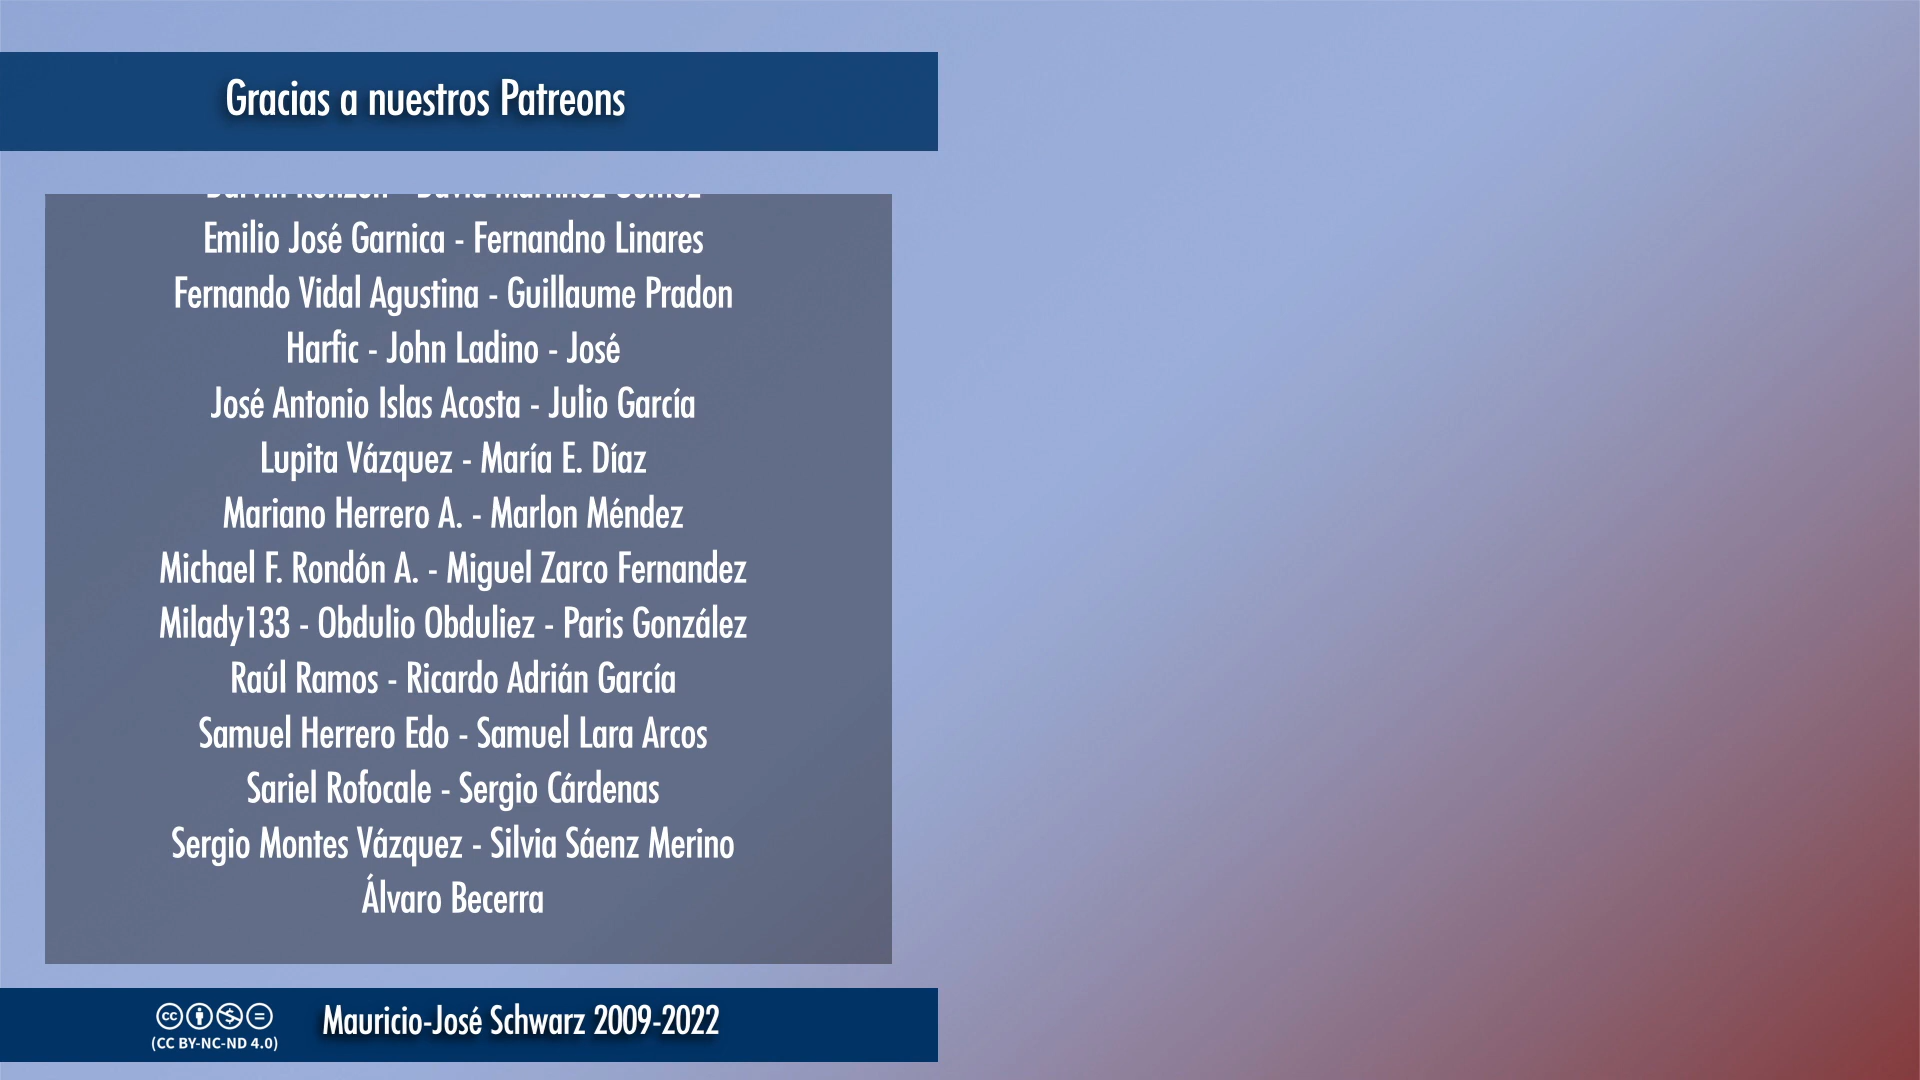 Gracias a nuestros Patreons
Emilio José Garnica - Fernandno Linares
Fernando Vidal Agustina - Guillaume Pradon
Harfic - John Ladino - José
José Antonio Islas Acosta - Julio García
Lupita Vázquez - María E. Díaz
Mariano Herrero A. - Marlon Méndez
Michael F. Rondón A. - Miguel Zarco Fernandez
Milady133 - Obdulio Obduliez - Paris González
Raúl Ramos - Ricardo Adrián García
Samuel Herrero Edo - Samuel Lara Arcos
Sariel Rofocale - Sergio Cárdenas
Sergio Montes Vázquez - Silvia Sáenz Merino
Álvaro Becerra
cc
(CC BY-NC-ND 4.0)
Mauricio-José Schwarz 2009-2022